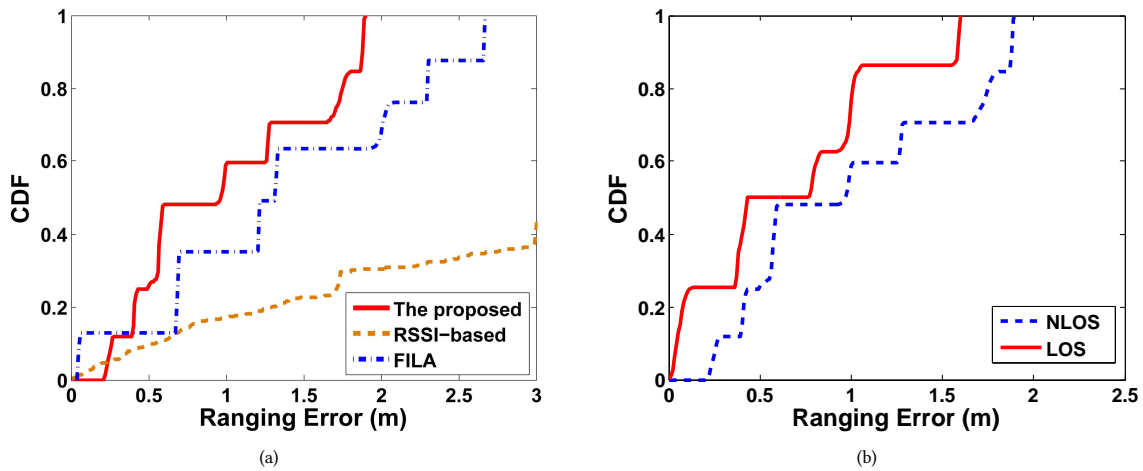 1
0.8
0.6
0.4
0.2
0
CDF
0
0.5
1
1.5
2
2.5
3
Ranging Error (m)
The proposed
RSSI-based
FILA
(a)
1
0.8
0.6
0.4
0.2
0
CDF
0
0.5
1
1.5
2
2.5
Ranging Error (m)
NLOS
LOS
(b)